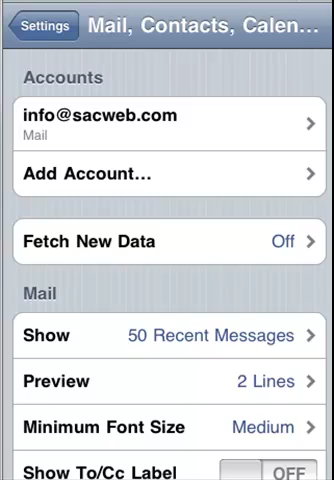 Settings
Mail, Contacts, Calen...
Accounts
info@sacweb.com
Mail
Add Account...
Fetch New Data Off
Mail
Show 50 Recent Messages
Preview 2 Lines
Minimum Font Size Medium
Show To/Cc Label OFF